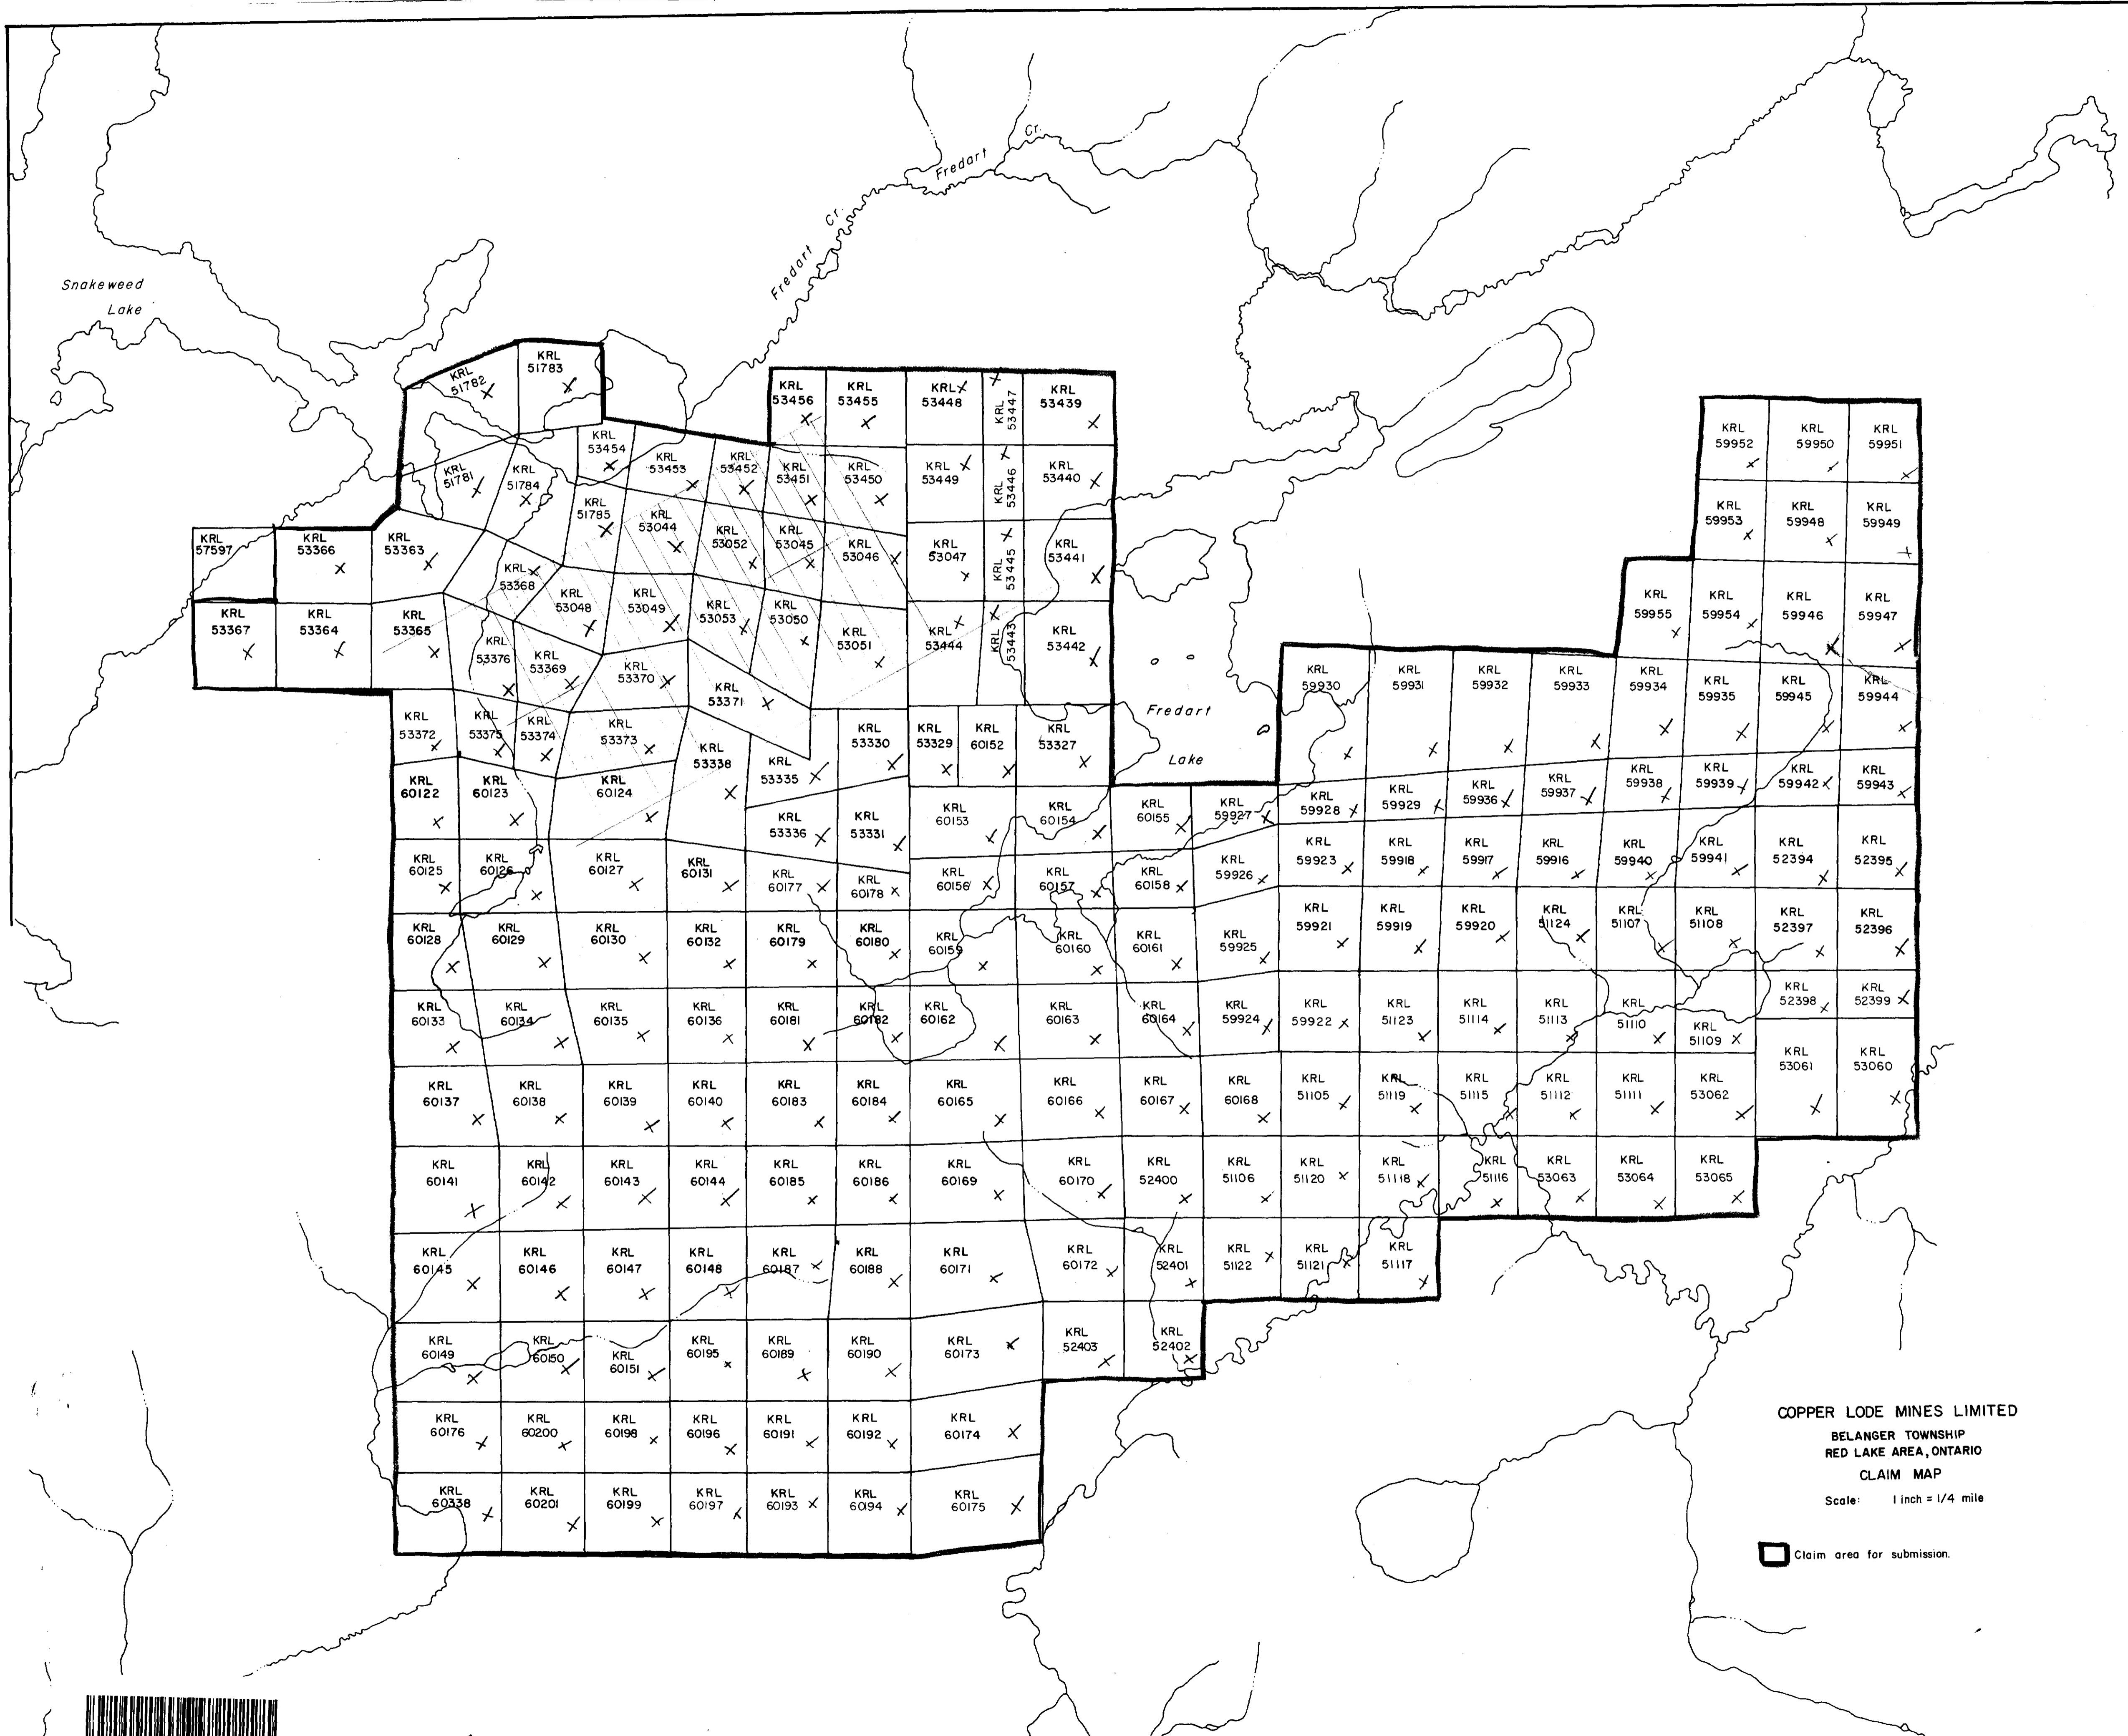 Cr.
Fredart
Cr.
Fredart
Snakeweed
Lake
KRL
51782
KRL
51783
KRL
53456
KRL
53455
KRL
53448
KRL
53447
KRL
53439
KRL
59952
KRL
59950
KRL
59951
KRL
51781
KRL
51784
KRL
53454
KRL
53453
KRL
53452
KRL
53451
KRL
53450
KRL
53449
KRL
53446
KRL
53440
KRL
59953
KRL
59948
KRL
59949
KRL
57597
KRL
53366
KRL
53363
KRL
53368
KRL
51785
KRL
53044
KRL
53052
KRL
53045
KRL
53046
KRL
53047
KRL
53445
KRL
53441
KRL
59955
KRL
59954
KRL
59946
KRL
59947
KRL
53367
KRL
53364
KRL
53365
KRL
53376
KRL
53369
KRL
53048
KRL
53049
KRL
53053
KRL
53050
KRL
53051
KRL
53444
KRL
53443
KRL
53442
KRL
53370
KRL
53371
KRL
59930
KRL
59931
KRL
59932
KRL
59933
KRL
59934
KRL
59935
KRL
59945
KRL
59944
Fredart
Lake
KRL
53372
KRL
53375
KRL
53374
KRL
53373
KRL
53338
KRL
53335
KRL
53330
KRL
53329
KRL
60152
KRL
53327
KRL
60122
KRL
60123
KRL
60124
KRL
53336
KRL
53331
KRL
60153
KRL
60154
KRL
60155
KRL
59927
KRL
59928
KRL
59929
KRL
59936
KRL
59937
KRL
59938
KRL
59939
KRL
59942
KRL
59943
KRL
60125
KRL
60126
KRL
60127
KRL
60131
KRL
60177
KRL
60178
KRL
60156
KRL
60157
KRL
60158
KRL
59926
KRL
59923
KRL
59918
KRL
59917
KRL
59916
KRL
59940
KRL
59941
KRL
52394
KRL
52395
KRL
60128
KRL
60129
KRL
60130
KRL
60132
KRL
60179
KRL
60180
KRL
60159
KRL
60160
KRL
60161
KRL
59925
KRL
59921
KRL
59919
KRL
59920
KRL
51124
KRL
51107
KRL
51108
KRL
52397
KRL
52396
KRL
60133
KRL
60134
KRL
60135
KRL
60136
KRL
60181
KRL
60182
KRL
60162
KRL
60163
KRL
60164
KRL
59924
KRL
59922
KRL
51123
KRL
51114
KRL
51113
KRL
51110
KRL
51109
KRL
52398
KRL
52399
KRL
60137
KRL
60138
KRL
60139
KRL
60140
KRL
60183
KRL
60184
KRL
60165
KRL
60166
KRL
60167
KRL
60168
KRL
51105
KRL
51119
KRL
51115
KRL
51112
KRL
51111
KRL
53062
KRL
53061
KRL
53060
KRL
60141
KRL
60142
KRL
60143
KRL
60144
KRL
60185
KRL
60186
KRL
60169
KRL
60170
KRL
52400
KRL
51106
KRL
51120
KRL
51118
KRL
51116
KRL
53063
KRL
53064
KRL
53065
KRL
60145
KRL
60146
KRL
60147
KRL
60148
KRL
60187
KRL
60188
KRL
60171
KRL
60172
KRL
52401
KRL
51122
KRL
51121
KRL
51117
KRL
60149
KRL
60150
KRL
60151
KRL
60195
KRL
60189
KRL
60190
KRL
60173
KRL
52403
KRL
52402
KRL
60176
KRL
60200
KRL
60198
KRL
60196
KRL
60191
KRL
60192
KRL
60174
KRL
60338
KRL
60201
KRL
60199
KRL
60197
KRL
60193
KRL
60194
KRL
60175
COPPER LODE MINES LIMITED
BELANGER TOWNSHIP
RED LAKE AREA, ONTARIO
CLAIM MAP
Scale: 1 inch = 1/4 mile
Claim area for submission.